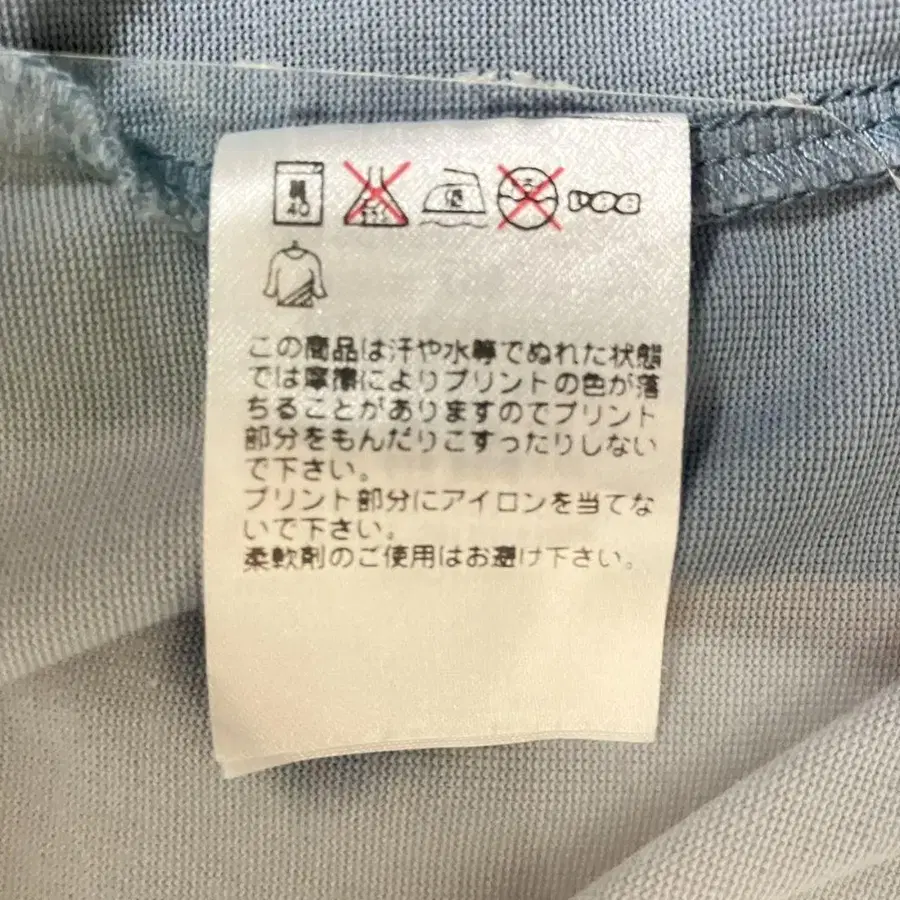 40
低
この商品は汗や水等でぬれた状態
では摩擦によりプリントの色が落
ちることがありますのでプリント
部分をもんだりこすったりしない
で下さい。
プリント部分にアイロンを当てな
いで下さい。
柔軟剤のご使用はお避け下さい。